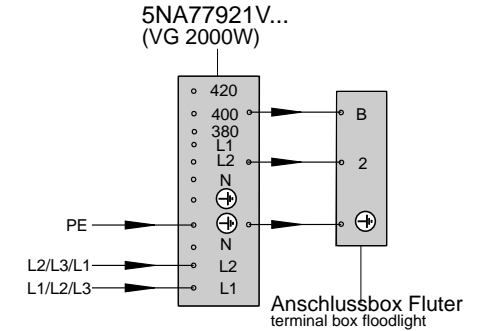 5NA77921V...
(VG 2000W)
420
400
B
380
L1
L2
2
N
PE
N
L2/L3/L1
L2
L1/L2/L3
L1
Anschlussbox Fluter
terminal box floodlight